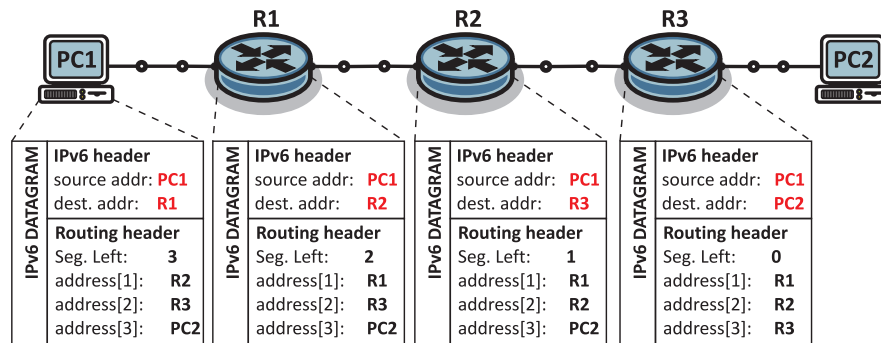 R1
R2
R3
PC1
PC2
IPv6 DATAGRAM
IPv6 header
source addr: PC1
dest. addr: R1
Routing header
Seg. Left: 3
address[1]: R2
address[2]: R3
address[3]: PC2
IPv6 DATAGRAM
IPv6 header
source addr: PC1
dest. addr: R2
Routing header
Seg. Left: 2
address[1]: R1
address[2]: R3
address[3]: PC2
IPv6 DATAGRAM
IPv6 header
source addr: PC1
dest. addr: R3
Routing header
Seg. Left: 1
address[1]: R1
address[2]: R2
address[3]: PC2
IPv6 DATAGRAM
IPv6 header
source addr: PC1
dest. addr: PC2
Routing header
Seg. Left: 0
address[1]: R1
address[2]: R2
address[3]: R3